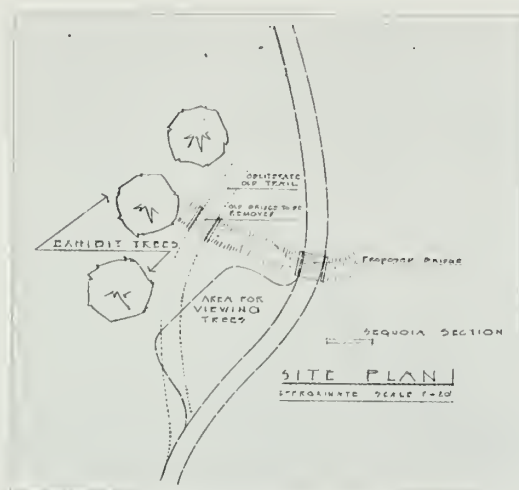 OBLITERATE
OLD TRAIL
OLD BRIDGE TO BE
REMOVED
EXHIBIT TREES
PROPOSED BRIDGE
AREA FOR
VIEWING
TREES
SEQUOIA SECTION
SITE PLAN
APPROXIMATE SCALE